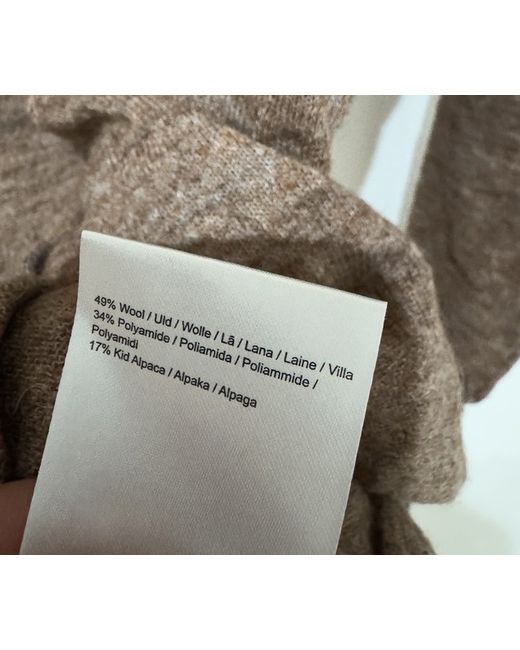 49% Wool / Uld / Wolle / Lã / Lana / Laine / Villa
34% Polyamide / Poliamida / Poliammide /
Polyamidi
17% Kid Alpaca / Alpaka / Alpaga